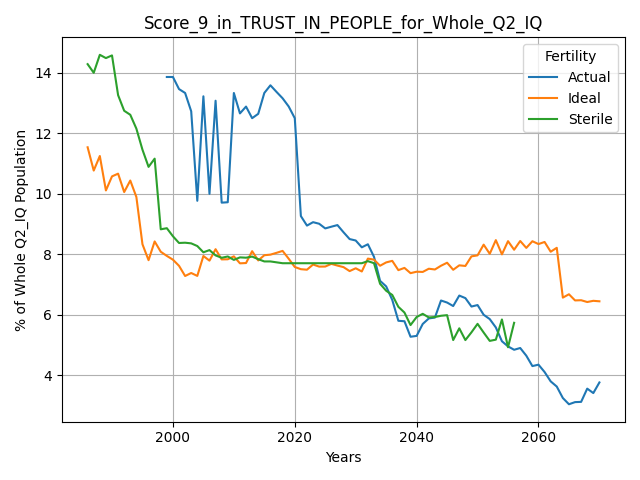 Score_9_in_TRUST_IN_PEOPLE_for_Whole_Q2_IQ
Fertility
Actual
Ideal
Sterile
% of Whole Q2_IQ Population
14
12
10
8
6
4
2000
2020
2040
2060
Years